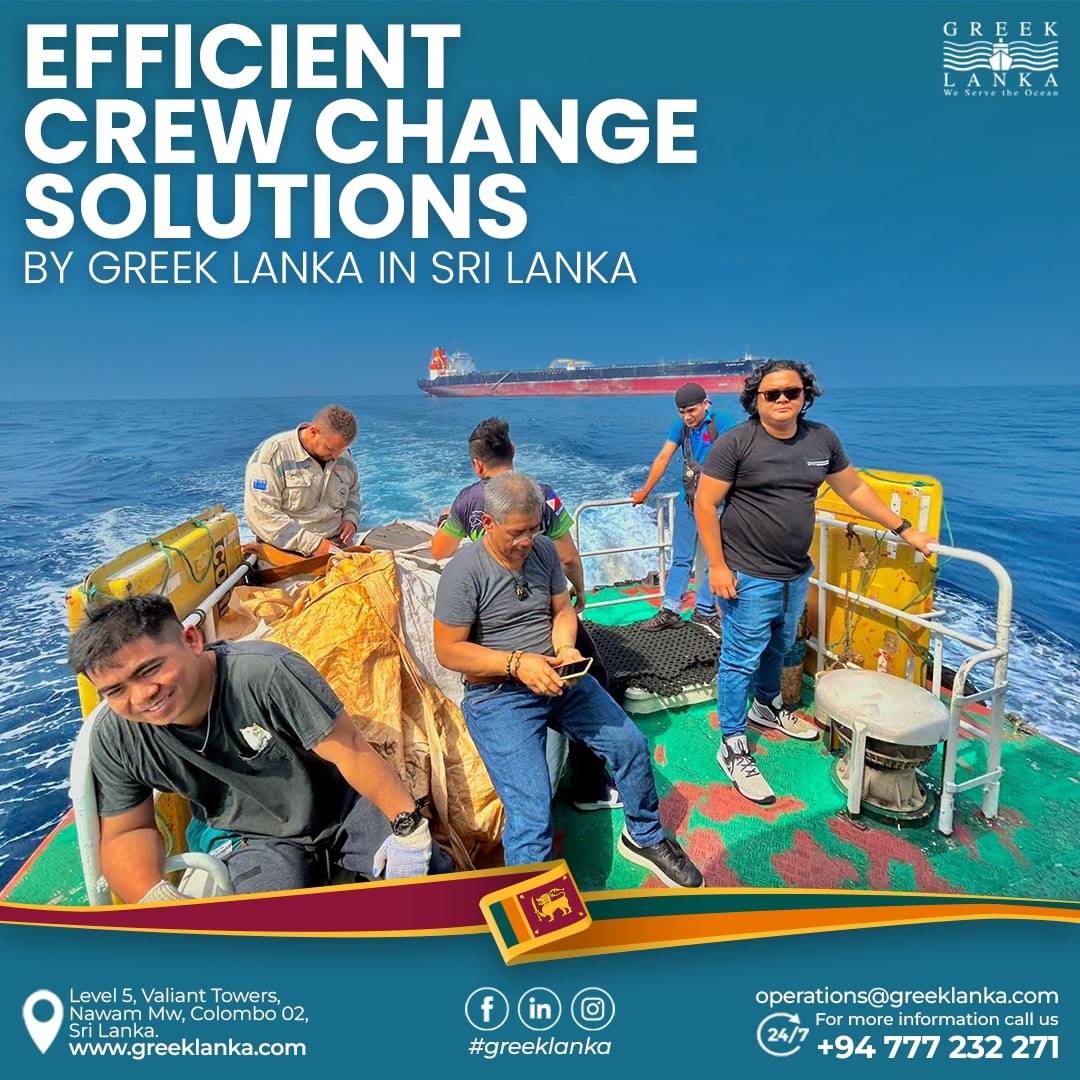 EFFICIENT
CREW CHANGE
SOLUTIONS
BY GREEK LANKA IN SRI LANKA
GREEK
LANKA
We Serve the Ocean
Level 5, Valiant Towers,
Nawam Mw, Colombo 02,
Sri Lanka.
www.greeklanka.com
#greeklanka
operations@greeklanka.com
24/7
For more information call us
+94 777 232 271